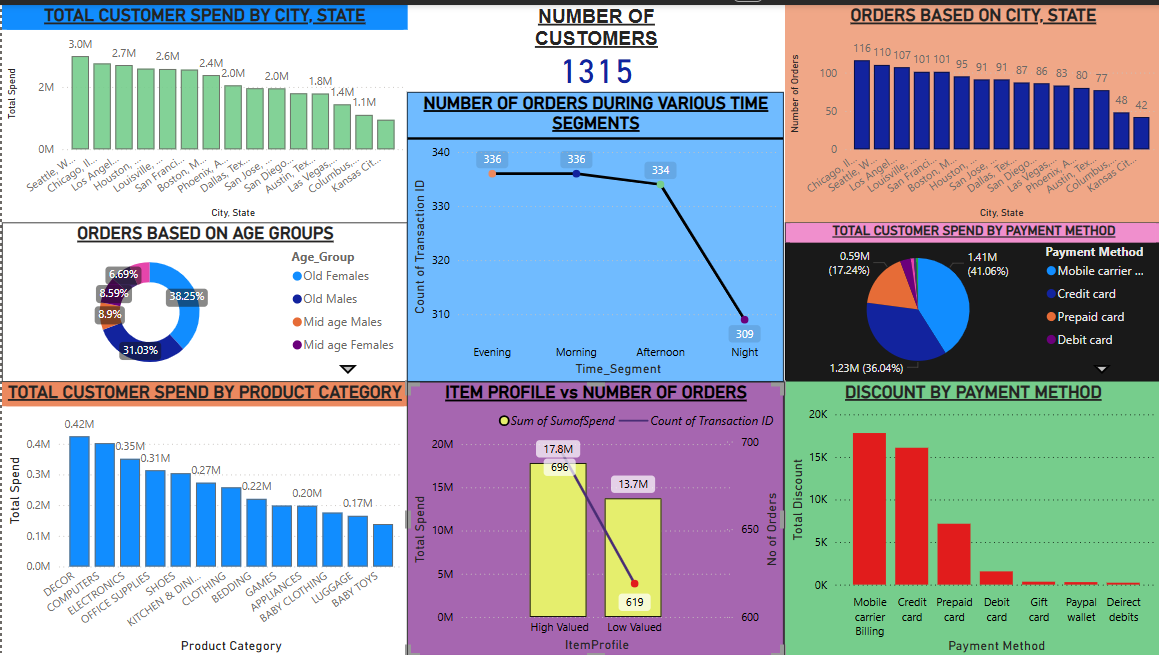 TOTAL CUSTOMER SPEND BY CITY, STATE
3.0M
2.7M
2.6M
2.4M
2.0M
2.0M
1.8M
1.4M
1.1M
Total Spend
2M
0M
Seattle, W...
Chicago, Il...
Los Angel...
Houston, ...
Louisville, ...
San Franci...
Boston, M...
Phoenix, A...
Dallas, Tex...
San Jose, ...
San Diego...
Austin, Tex...
Las Vegas,...
Columbus,...
Kansas Cit...
City, State
NUMBER OF
CUSTOMERS
1315
NUMBER OF ORDERS DURING VARIOUS TIME
SEGMENTS
340
330
320
310
Count of Transaction ID
336
336
334
309
Evening
Morning
Afternoon
Night
Time_Segment
ORDERS BASED ON CITY, STATE
116
110
107
101
101
95
91
91
87
86
83
80
77
48
42
Number of Orders
100
50
0
Chicago, Il...
Seattle, W...
Los Angel...
Louisville, ...
San Franci...
Boston, M...
Houston, ...
San Jose, ...
Dallas, Tex...
San Diego...
Las Vegas,...
Phoenix, A...
Austin, Tex...
Columbus,...
Kansas Cit...
City, State
ORDERS BASED ON AGE GROUPS
6.69%
8.59%
8.9%
31.03%
38.25%
Age_Group
Old Females
Old Males
Mid age Males
Mid age Females
TOTAL CUSTOMER SPEND BY PAYMENT METHOD
0.59M
(17.24%)
1.41M
(41.06%)
1.23M (36.04%)
Payment Method
Mobile carrier ...
Credit card
Prepaid card
Debit card
TOTAL CUSTOMER SPEND BY PRODUCT CATEGORY
0.42M
0.35M
0.31M
0.27M
0.22M
0.20M
0.17M
Total Spend
0.4M
0.3M
0.2M
0.1M
0.0M
DECOR
COMPUTERS
ELECTRONICS
OFFICE SUPPLIES
SHOES
KITCHEN & DINI...
CLOTHING
BEDDING
GAMES
APPLIANCES
BABY CLOTHING
LUGGAGE
BABY TOYS
Product Category
ITEM PROFILE vs NUMBER OF ORDERS
Sum of SumofSpend
Count of Transaction ID
20M
15M
10M
5M
0M
Total Spend
17.8M
696
13.7M
619
700
650
600
No of Orders
High Valued
Low Valued
ItemProfile
DISCOUNT BY PAYMENT METHOD
20K
15K
10K
5K
0K
Total Discount
Mobile
carrier
Billing
Credit
card
Prepaid
card
Debit
card
Gift
card
Paypal
wallet
Deirect
debits
Payment Method